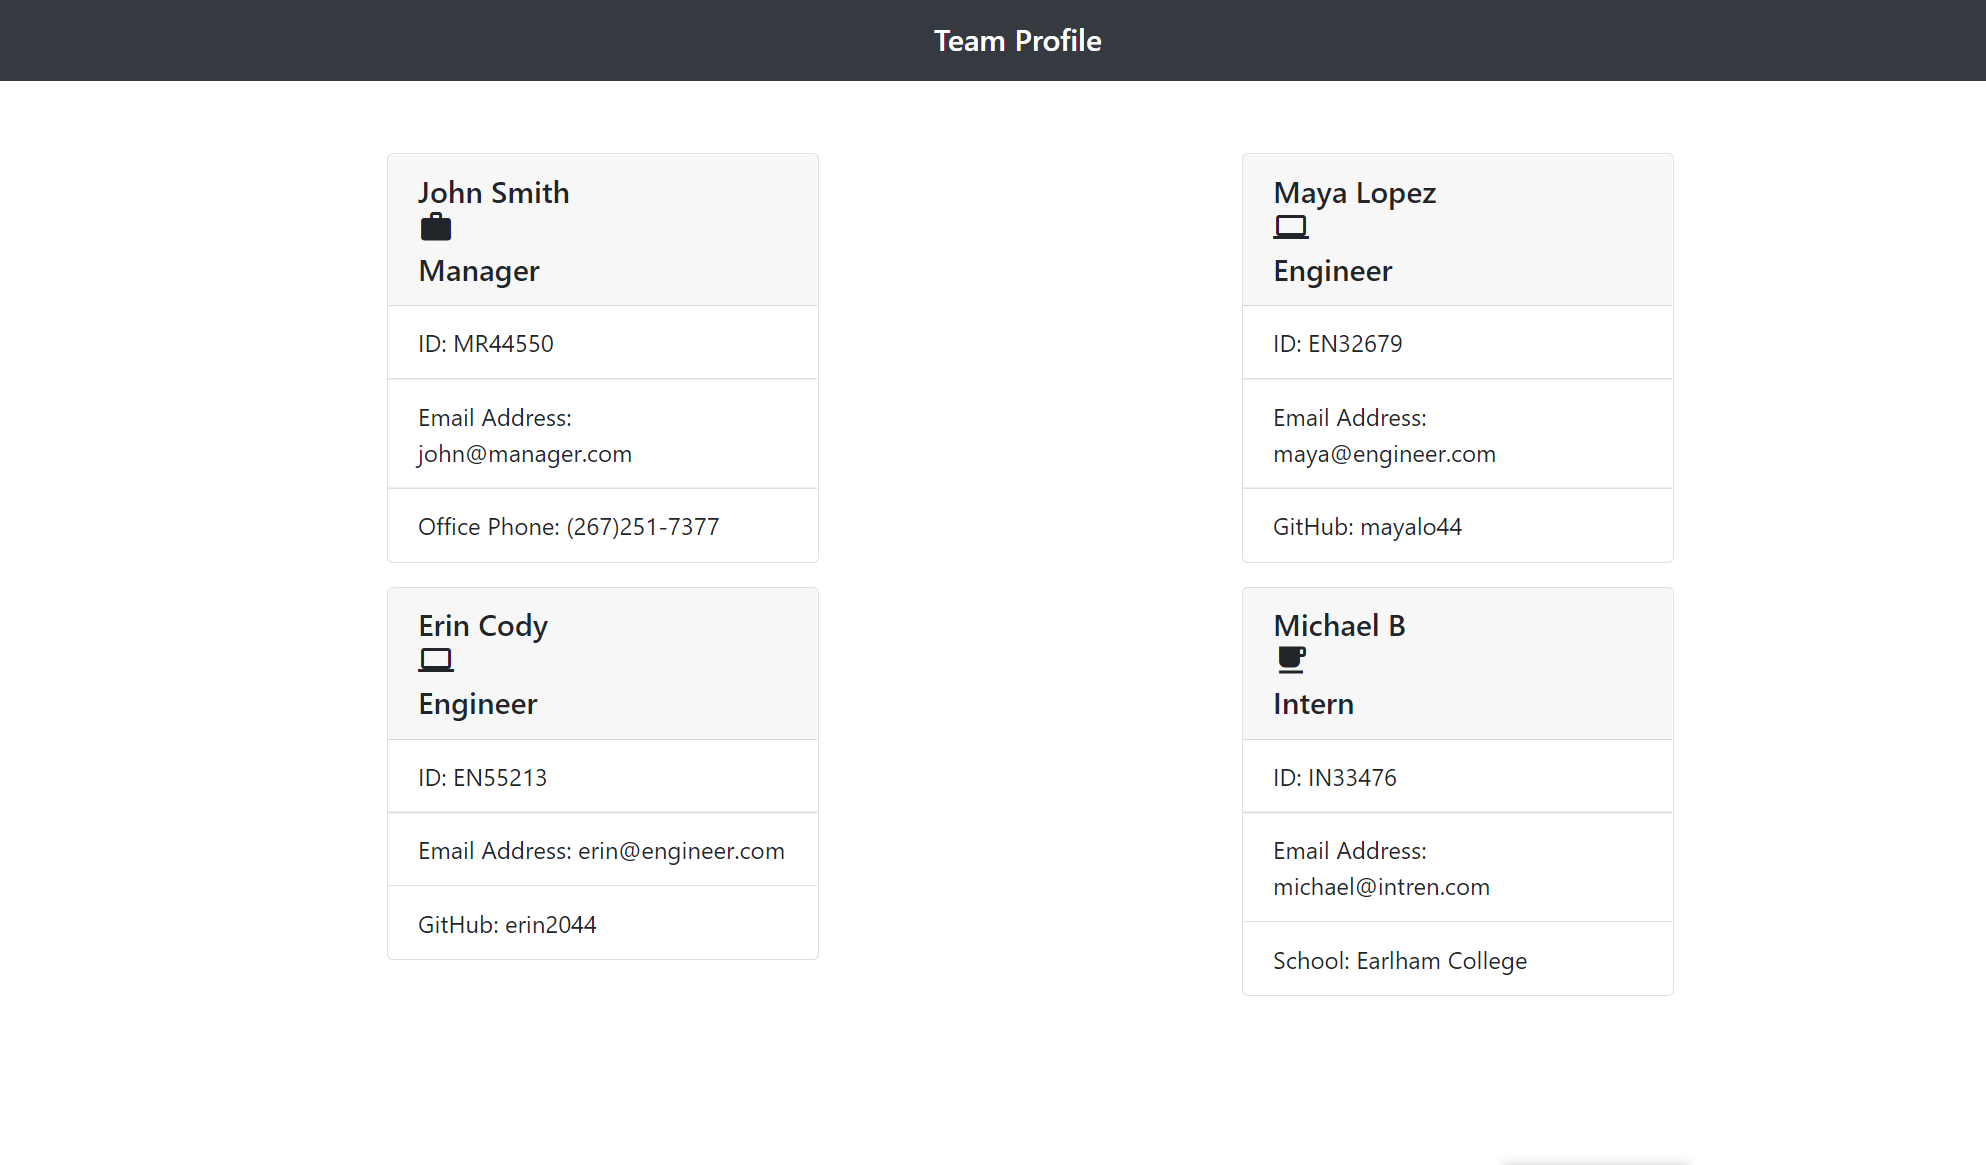 Team Profile
John Smith
Manager
ID: MR44550
Email Address:
john@manager.com
Office Phone: (267)251-7377
Maya Lopez
Engineer
ID: EN32679
Email Address:
maya@engineer.com
GitHub: mayalo44
Erin Cody
Engineer
ID: EN55213
Email Address: erin@engineer.com
GitHub: erin2044
Michael B
Intern
ID: IN33476
Email Address:
michael@intren.com
School: Earlham College